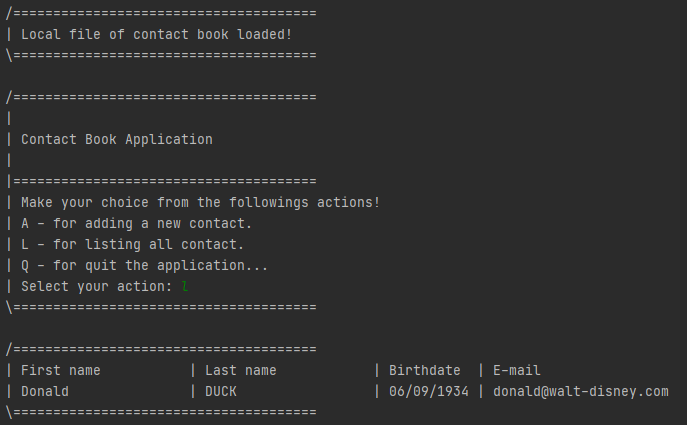 /======================================
| Local file of contact book loaded!
\======================================
/======================================
|
| Contact Book Application
|
|======================================
| Make your choice from the followings actions!
| A - for adding a new contact.
| L - for listing all contact.
| Q - for quit the application...
| Select your action: l
\======================================
/======================================
| First name           | Last name            | Birthdate  | E-mail
| Donald               | DUCK                 | 06/09/1934 | donald@walt-disney.com
\======================================